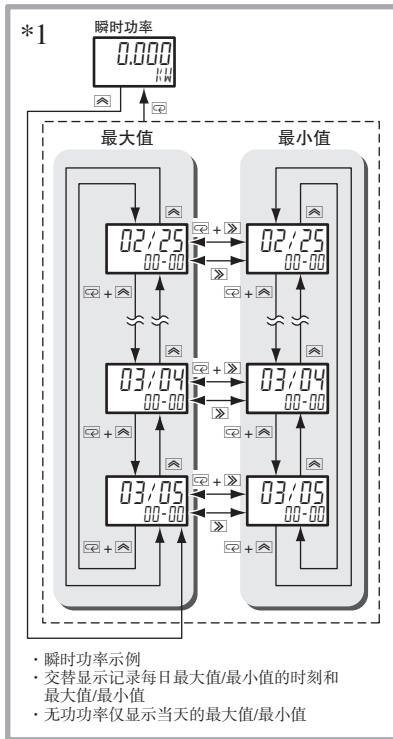 *1
瞬时功率
0.000
KW
最大值
最小值
02/25
00-00
+
02/25
00-00
+
+
03/04
00-00
+
03/04
00-00
+
+
03/05
00-00
+
03/05
00-00
+
+
· 瞬时功率示例
· 交替显示记录每日最大值/最小值的时刻和
最大值/最小值
· 无功功率仅显示当天的最大值/最小值